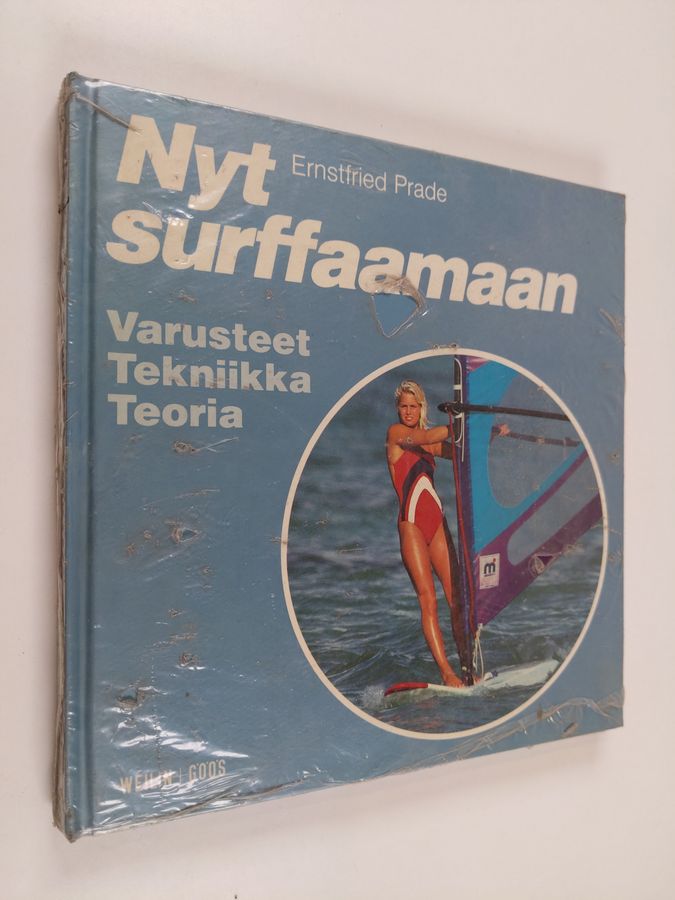 Nyt
Ernstfried Prade
surffaamaan
Varusteet
Tekniikka
Teoria
WEILIN|GÖÖS